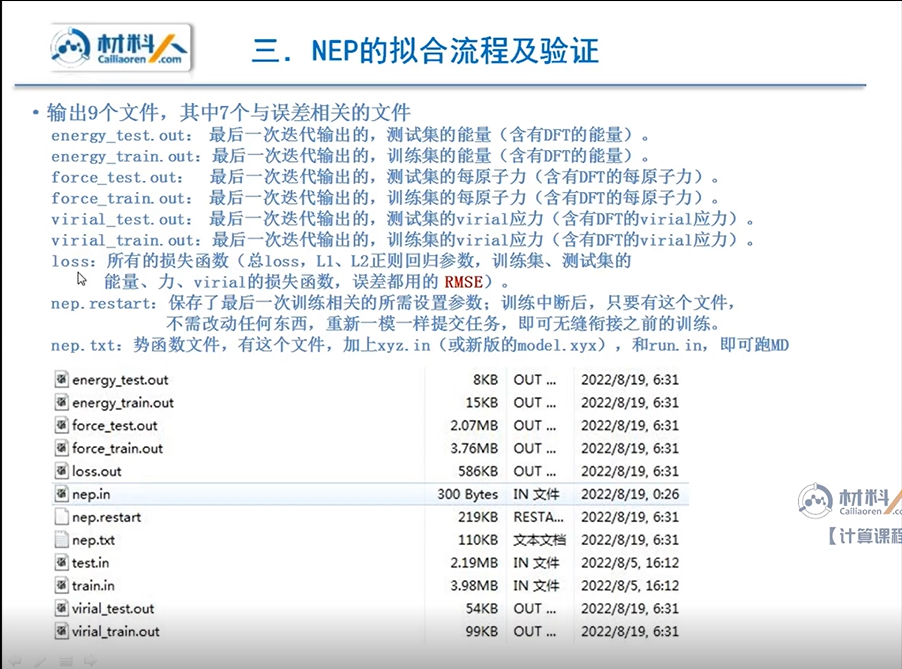 材料人
Cailiaoren.com
三．NEP的拟合流程及验证
• 输出9个文件，其中7个与误差相关的文件
energy_test.out： 最后一次迭代输出的，测试集的能量（含有DFT的能量）。
energy_train.out：最后一次迭代输出的，训练集的能量（含有DFT的能量）。
force_test.out： 最后一次迭代输出的，测试集的每原子力（含有DFT的每原子力）。
force_train.out： 最后一次迭代输出的，训练集的每原子力（含有DFT的每原子力）。
virial_test.out： 最后一次迭代输出的，测试集的virial应力（含有DFT的virial应力）。
virial_train.out：最后一次迭代输出的，训练集的virial应力（含有DFT的virial应力）。
loss：所有的损失函数（总loss，L1、L2正则回归参数，训练集、测试集的
能量、力、virial的损失函数，误差都用的 RMSE）。
nep.restart：保存了最后一次训练相关的所需设置参数；训练中断后，只要有这个文件，
不需改动任何东西，重新一模一样提交任务，即可无缝衔接之前的训练。
nep.txt：势函数文件，有这个文件，加上xyz.in（或新版的model.xyx），和run.in，即可跑MD
energy_test.out 8KB OUT ... 2022/8/19, 6:31
energy_train.out 15KB OUT ... 2022/8/19, 6:31
force_test.out 2.07MB OUT ... 2022/8/19, 6:31
force_train.out 3.76MB OUT ... 2022/8/19, 6:31
loss.out 586KB OUT ... 2022/8/19, 6:31
nep.in 300 Bytes IN 文件 2022/8/19, 0:26
nep.restart 219KB RESTA... 2022/8/19, 6:31
nep.txt 110KB 文本文档 2022/8/19, 6:31
test.in 2.19MB IN 文件 2022/8/5, 16:12
train.in 3.98MB IN 文件 2022/8/5, 16:12
virial_test.out 54KB OUT ... 2022/8/19, 6:31
virial_train.out 99KB OUT ... 2022/8/19, 6:31
材料
Cailiaoren.co
【计算课程